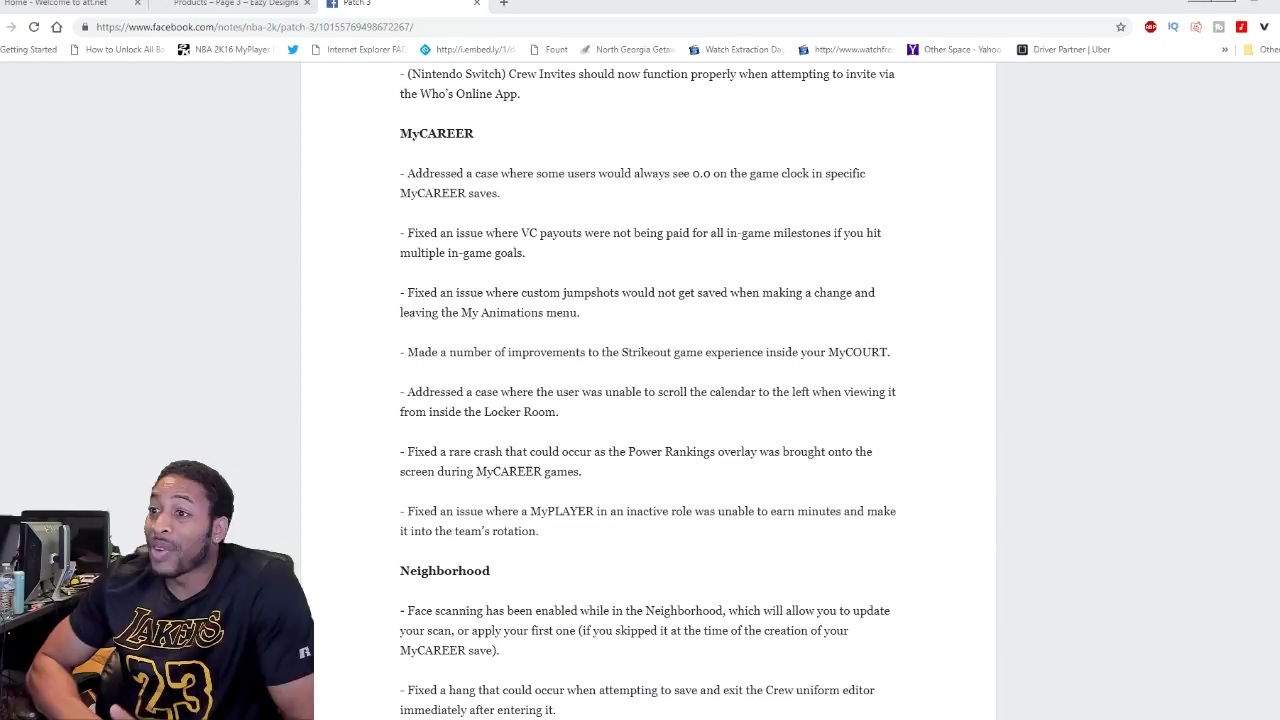 Home - Welcome to att.net
Products – Page 3 – Eazy Designs
Patch 3
https://www.facebook.com/notes/nba-2k/patch-3/10155769498672267/
Getting Started
How to Unlock All Ba
NBA 2K16 MyPlayer
Internet Explorer FAC
http://i.embed.ly/1/d
Fount
North Georgia Getaw
Watch Extraction Da
http://www.watchfre
Other Space - Yahoo
Driver Partner | Uber
Othe
- (Nintendo Switch) Crew Invites should now function properly when attempting to invite via
the Who's Online App.
MyCAREER
- Addressed a case where some users would always see 0.0 on the game clock in specific
MyCAREER saves.
- Fixed an issue where VC payouts were not being paid for all in-game milestones if you hit
multiple in-game goals.
- Fixed an issue where custom jumpshots would not get saved when making a change and
leaving the My Animations menu.
- Made a number of improvements to the Strikeout game experience inside your MyCOURT.
- Addressed a case where the user was unable to scroll the calendar to the left when viewing it
from inside the Locker Room.
- Fixed a rare crash that could occur as the Power Rankings overlay was brought onto the
screen during MyCAREER games.
- Fixed an issue where a MyPLAYER in an inactive role was unable to earn minutes and make
it into the team's rotation.
Neighborhood
- Face scanning has been enabled while in the Neighborhood, which will allow you to update
your scan, or apply your first one (if you skipped it at the time of the creation of your
MyCAREER save).
- Fixed a hang that could occur when attempting to save and exit the Crew uniform editor
immediately after entering it.
LAKERS
23